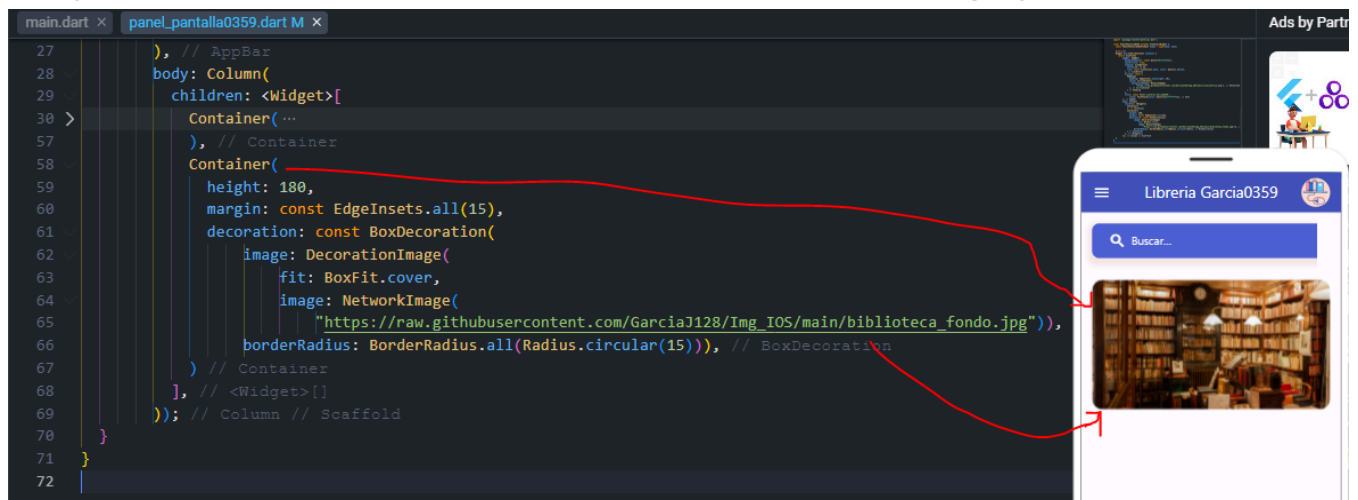 main.dart ×
panel_pantalla0359.dart M ×
Ads by Partn
27 ), // AppBar
28 body: Column(
29 children: <Widget>[
30 Container( ...
57 ), // Container
58 Container(
59 height: 180,
60 margin: const EdgeInsets.all(15),
61 decoration: const BoxDecoration(
62 image: DecorationImage(
63 fit: BoxFit.cover,
64 image: NetworkImage(
65 "https://raw.githubusercontent.com/GarciaJ128/Img_IOS/main/biblioteca_fondo.jpg")),
66 borderRadius: BorderRadius.all(Radius.circular(15))), // BoxDecoration
67 ) // Container
68 ], // <Widget>[]
69 )); // Column // Scaffold
70 }
71 }
72
Libreria Garcia0359
Buscar...